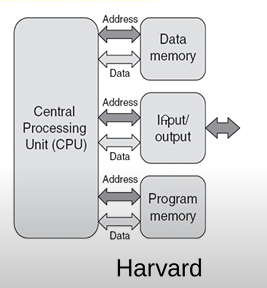 Address
Data
memory
Data
Central
Processing
Unit (CPU)
Address
Input/
output
Data
Address
Program
memory
Data
Harvard